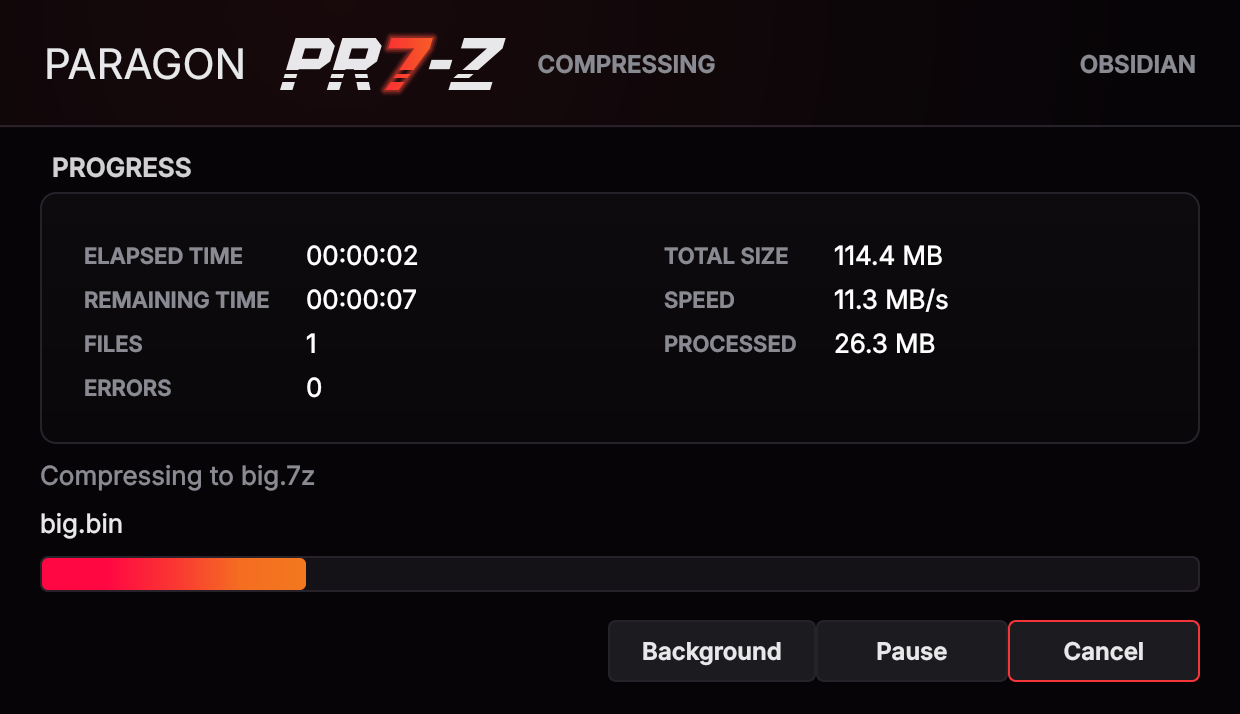 PARAGON PR7-Z COMPRESSING OBSIDIAN
PROGRESS
ELAPSED TIME 00:00:02 TOTAL SIZE 114.4 MB
REMAINING TIME 00:00:07 SPEED 11.3 MB/s
FILES 1 PROCESSED 26.3 MB
ERRORS 0
Compressing to big.7z
big.bin
Background Pause Cancel